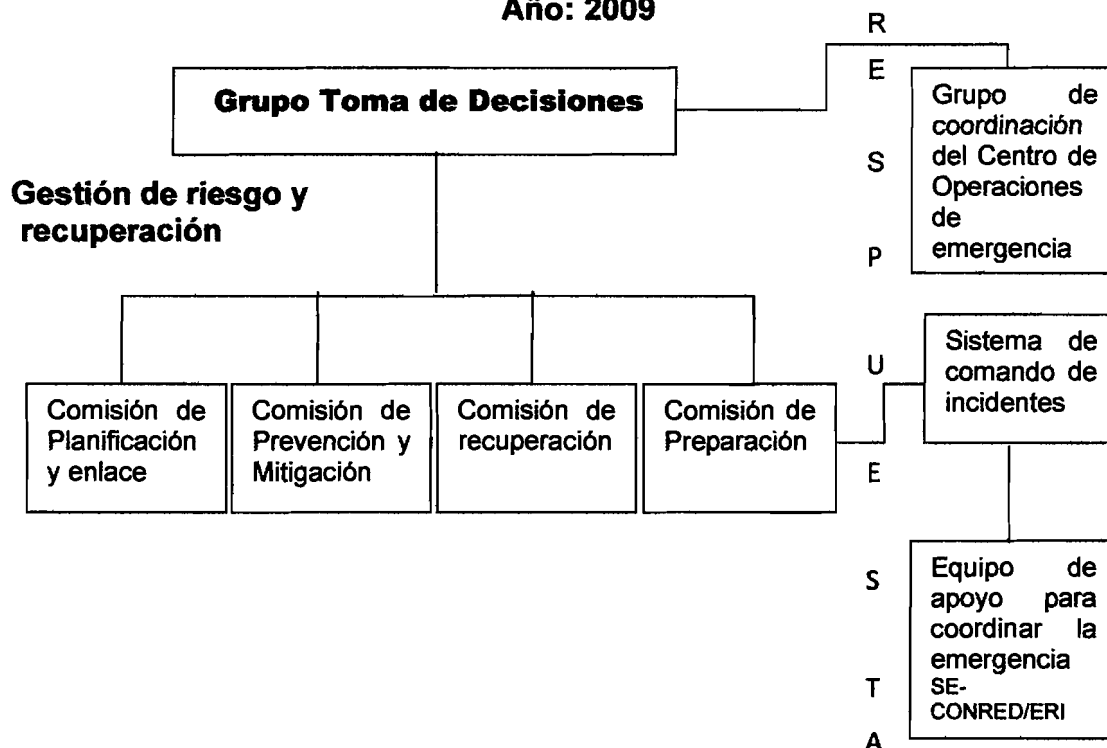 Año: 2009
Grupo Toma de Decisiones
Gestión de riesgo y
recuperación
Comisión de
Planificación
y enlace
Comisión de
Prevención y
Mitigación
Comisión de
recuperación
Comisión de
Preparación
R
E
S
P
U
E
S
T
A
Grupo de
coordinación
del Centro de
Operaciones
de
emergencia
Sistema de
comando de
incidentes
Equipo de
apoyo para
coordinar la
emergencia
SE-
CONRED/ERI